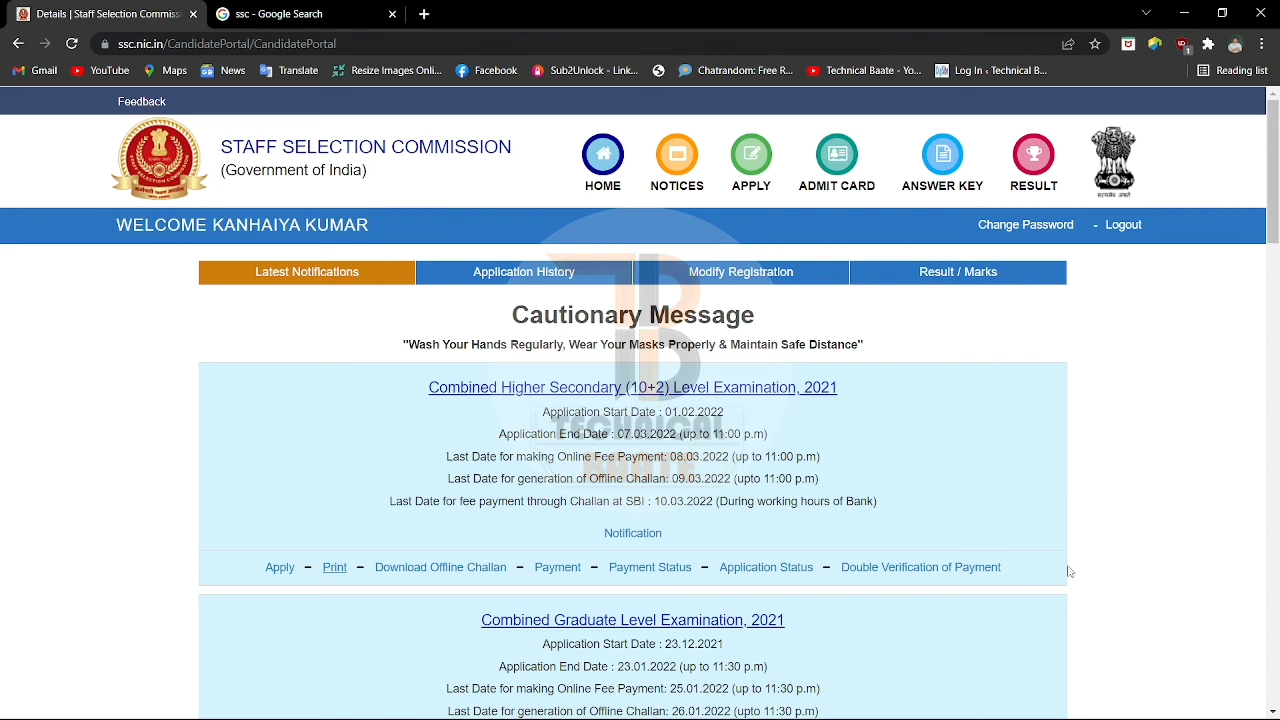 Details | Staff Selection Commiss
ssc - Google Search
ssc.nic.in/CandidatePortal/CandidatePortal
Gmail YouTube Maps News Translate Resize Images Onli... Facebook Sub2Unlock - Link... Chatrandom: Free R... Technical Baate - Yo... Log In ‹ Technical B... Reading list
Feedback
STAFF SELECTION COMMISSION
(Government of India)
HOME NOTICES APPLY ADMIT CARD ANSWER KEY RESULT
WELCOME KANHAIYA KUMAR
Change Password - Logout
Latest Notifications Application History Modify Registration Result / Marks
Cautionary Message
"Wash Your Hands Regularly, Wear Your Masks Properly & Maintain Safe Distance"
Combined Higher Secondary (10+2) Level Examination, 2021
Application Start Date : 01.02.2022
Application End Date : 07.03.2022 (up to 11:00 p.m)
Last Date for making Online Fee Payment: 08.03.2022 (up to 11:00 p.m)
Last Date for generation of Offline Challan: 09.03.2022 (upto 11:00 p.m)
Last Date for fee payment through Challan at SBI : 10.03.2022 (During working hours of Bank)
TECHNICAL
BAATE
Notification
Apply – Print – Download Offline Challan – Payment – Payment Status – Application Status – Double Verification of Payment
Combined Graduate Level Examination, 2021
Application Start Date : 23.12.2021
Application End Date : 23.01.2022 (up to 11:30 p.m)
Last Date for making Online Fee Payment: 25.01.2022 (up to 11:30 p.m)
Last Date for generation of Offline Challan: 26.01.2022 (upto 11:30 p.m)